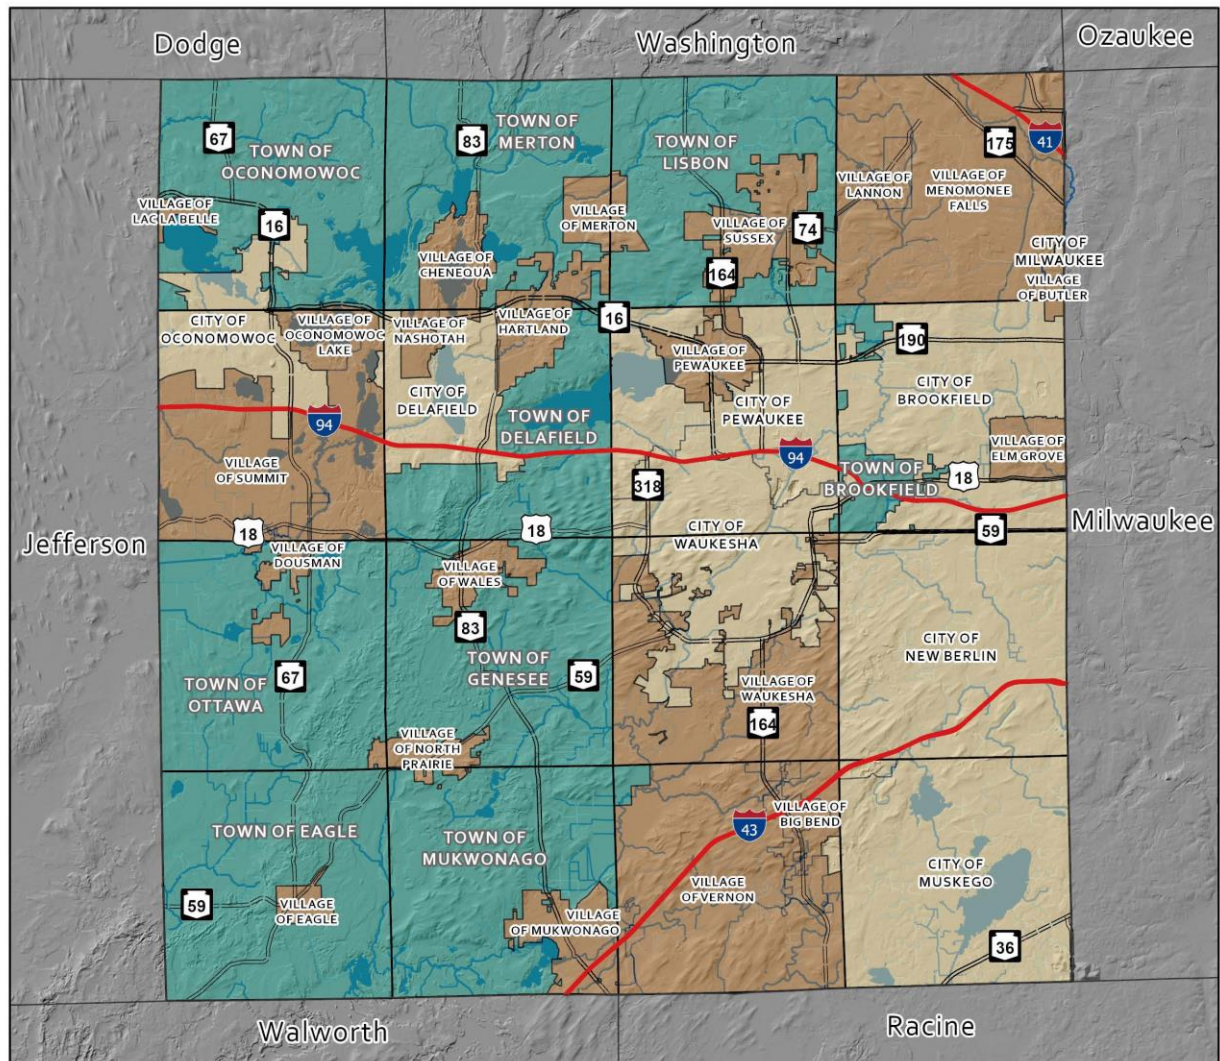 Dodge
Washington
Ozaukee
67
TOWN OF
OCONOMOWOC
83
TOWN OF
MERTON
TOWN OF
LISBON
175
41
VILLAGE OF
LANNON
VILLAGE OF
MENOMONEE
FALLS
VILLAGE OF
LAC LA BELLE
16
VILLAGE
OF MERTON
VILLAGE OF
SUSSEX
74
VILLAGE OF
CHENEQUA
164
CITY OF
MILWAUKEE
VILLAGE
OF BUTLER
CITY OF
OCONOMOWOC
VILLAGE OF
OCONOMOWOC
LAKE
VILLAGE OF
NASHOTAH
VILLAGE OF
HARTLAND
16
190
VILLAGE OF
PEWAUKEE
CITY OF
DELAFIELD
CITY OF
PEWAUKEE
CITY OF
BROOKFIELD
94
TOWN OF
DELAFIELD
94
VILLAGE OF
ELM GROVE
VILLAGE
OF SUMMIT
318
TOWN OF
BROOKFIELD
18
Jefferson
18
18
CITY OF
WAUKESHA
59
Milwaukee
VILLAGE OF
DOUSMAN
VILLAGE
OF WALES
83
CITY OF
NEW BERLIN
TOWN OF
OTTAWA
67
TOWN OF
GENESEE
59
VILLAGE OF
WAUKESHA
164
VILLAGE
OF NORTH
PRAIRIE
TOWN OF EAGLE
TOWN OF
MUKWONAGO
43
VILLAGE OF
BIG BEND
59
VILLAGE
OF EAGLE
VILLAGE
OF MUKWONAGO
VILLAGE
OF VERNON
CITY OF
MUSKEGO
36
Walworth
Racine